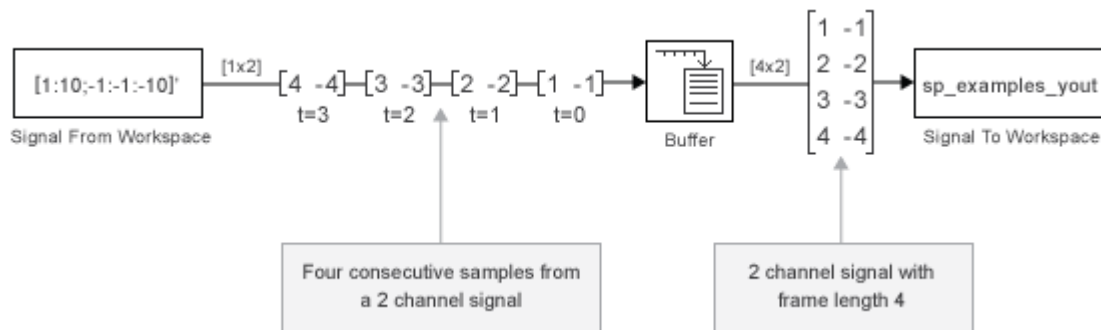 [1:10;-1:-1:-10]'
Signal From Workspace
[1x2]
[4 -4] [3 -3] [2 -2] [1 -1]
t=3 t=2 t=1 t=0
Buffer
[4x2]
1 -1
2 -2
3 -3
4 -4
sp_examples_yout
Signal To Workspace
Four consecutive samples from
a 2 channel signal
2 channel signal with
frame length 4